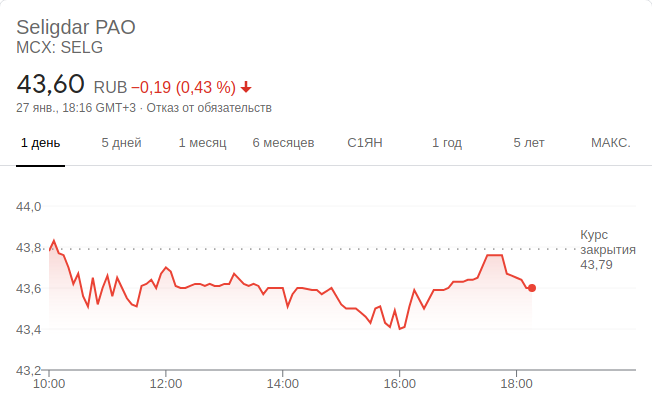 Seligdar PAO
MCX: SELG
43,60 RUB −0,19 (0,43 %)
27 янв., 18:16 GMT+3 · Отказ от обязательств
1 день 5 дней 1 месяц 6 месяцев С1ЯН 1 год 5 лет МАКС.
44,0
Курс
43,8 закрытия
43,79
43,6
43,4
43,2
10:00 12:00 14:00 16:00 18:00